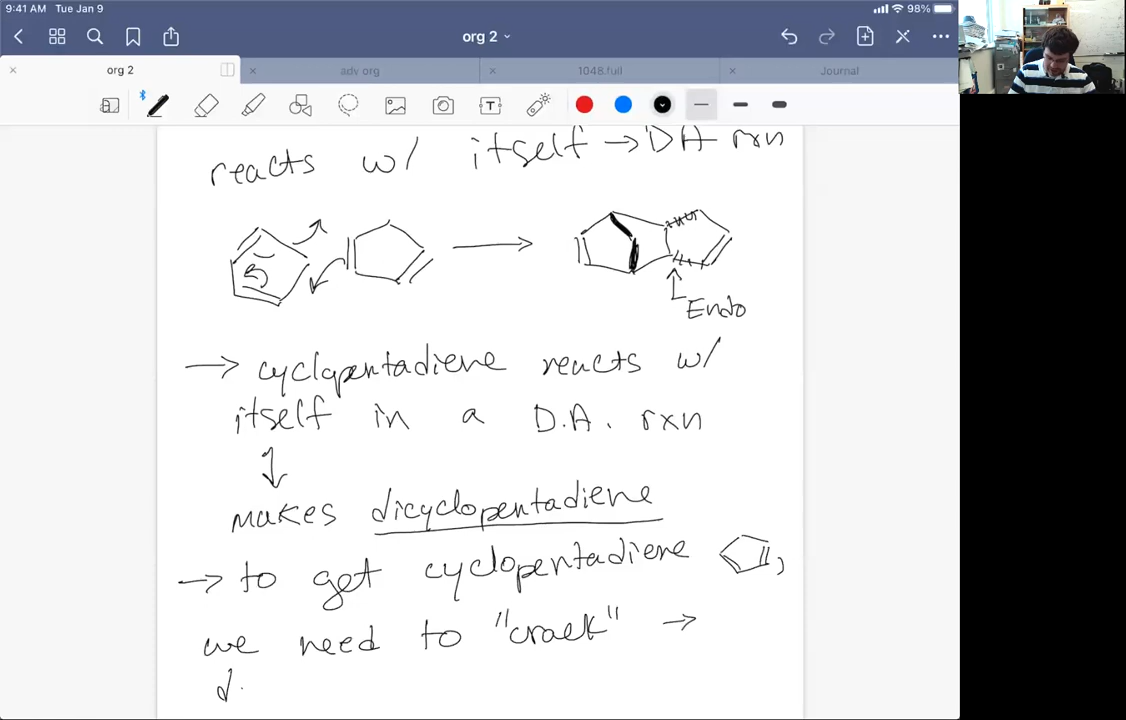 9:41 AM Tue Jan 9
98%
org 2
org 2
adv org
1048.full
Journal
T
reacts w/ itself → DA rxn
Endo
→ cyclopentadiene reacts w/
itself in a D.A. rxn
↓
makes dicyclopentadiene
→ to get cyclopentadiene ,
we need to "crack" →
d.